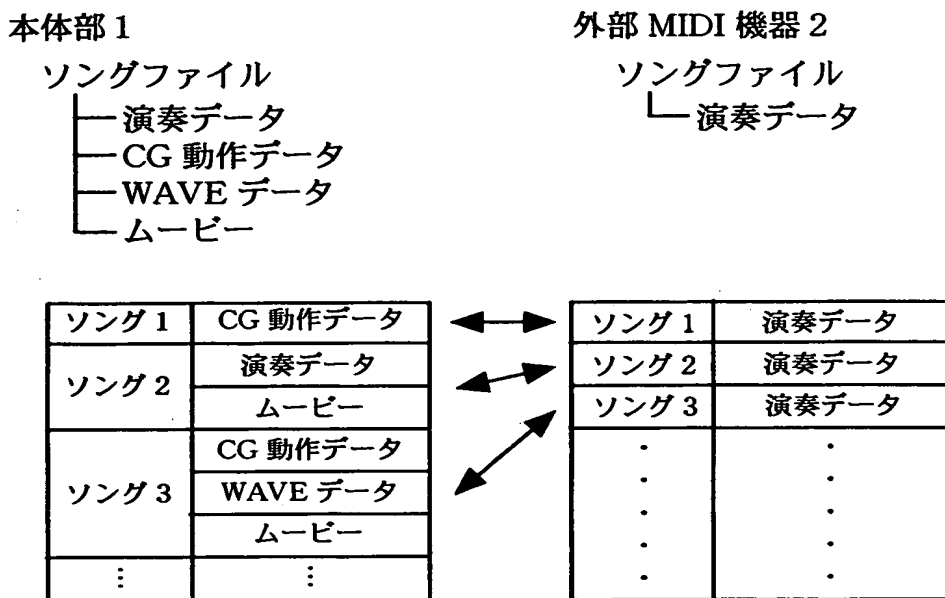 本体部 1
ソングファイル
演奏データ
CG 動作データ
WAVE データ
ムービー
外部 MIDI 機器 2
ソングファイル
演奏データ
ソング 1 CG 動作データ
ソング 2 演奏データ
ムービー
ソング 3 CG 動作データ
WAVE データ
ムービー
⋮ ⋮
ソング 1 演奏データ
ソング 2 演奏データ
ソング 3 演奏データ